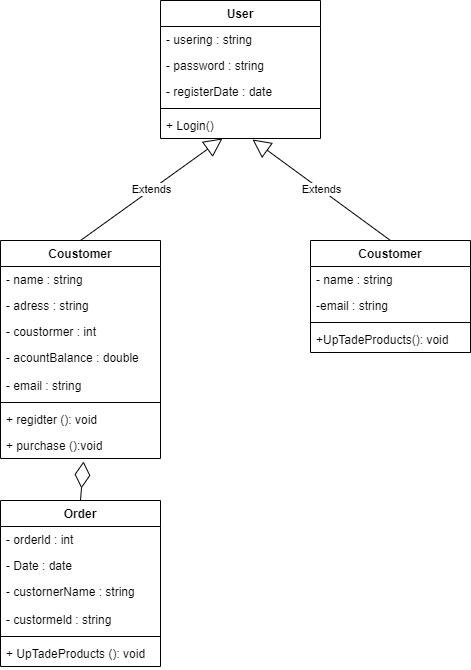 User
- usering : string
- password : string
- registerDate : date
+ Login()
Extends
Extends
Coustomer
- name : string
- adress : string
- coustormer : int
- acountBalance : double
- email : string
+ regidter (): void
+ purchase ():void
Coustomer
- name : string
-email : string
+UpTadeProducts(): void
Order
- orderId : int
- Date : date
- custornerName : string
- custormeId : string
+ UpTadeProducts (): void